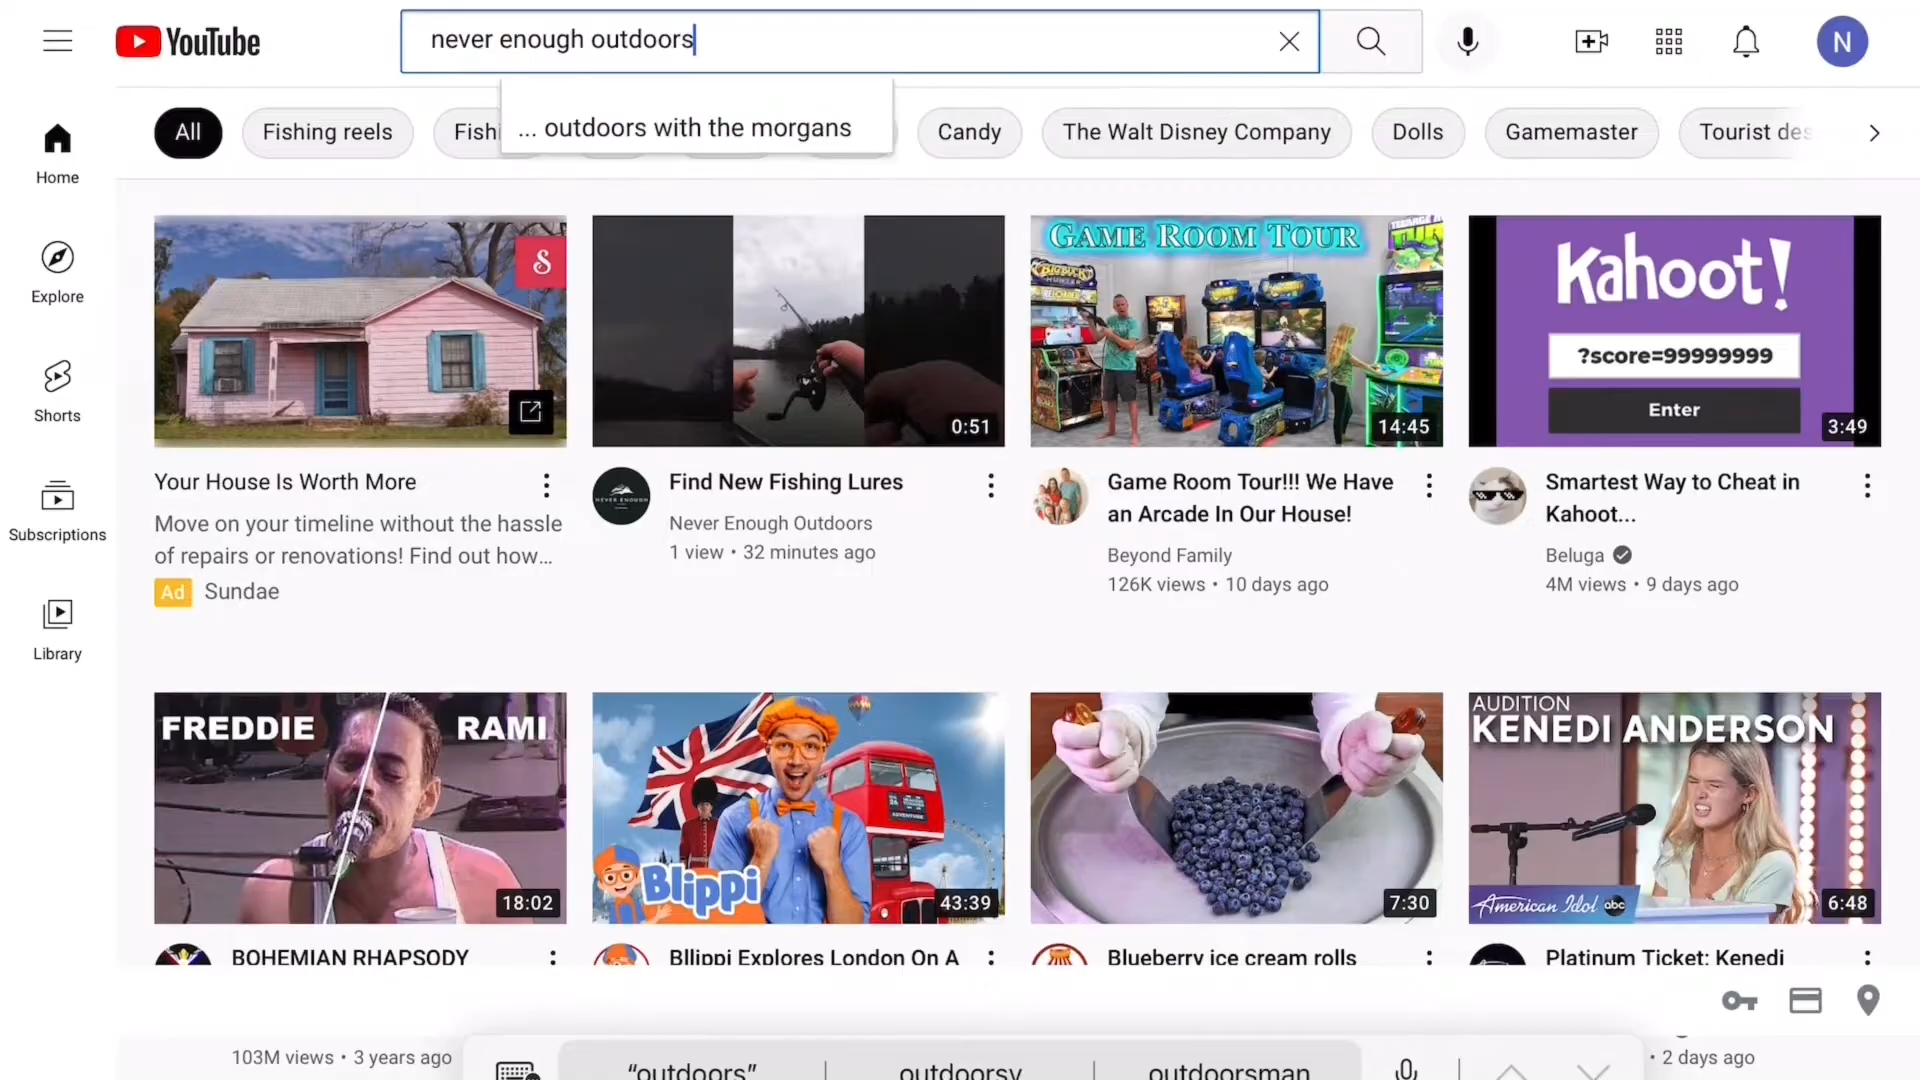 YouTube
never enough outdoors
N
... outdoors with the morgans
All
Fishing reels
Fishi
Candy
The Walt Disney Company
Dolls
Gamemaster
Tourist des
Home
Explore
Shorts
Subscriptions
Library
S
0:51
GAME ROOM TOUR
14:45
Kahoot!
?score=99999999
Enter
3:49
Your House Is Worth More
Move on your timeline without the hassle
of repairs or renovations! Find out how...
Ad Sundae
NEVER ENOUGH
Find New Fishing Lures
Never Enough Outdoors
1 view • 32 minutes ago
Game Room Tour!!! We Have
an Arcade In Our House!
Beyond Family
126K views • 10 days ago
Smartest Way to Cheat in
Kahoot...
Beluga
4M views • 9 days ago
FREDDIE RAMI
18:02
Blippi
43:39
7:30
AUDITION
KENEDI ANDERSON
American Idol abc
6:48
BOHEMIAN RHAPSODY
Bllippi Explores London On A
Blueberry ice cream rolls
Platinum Ticket: Kenedi
103M views • 3 years ago
• 2 days ago
“outdoors”
outdoorsy
outdoorsman